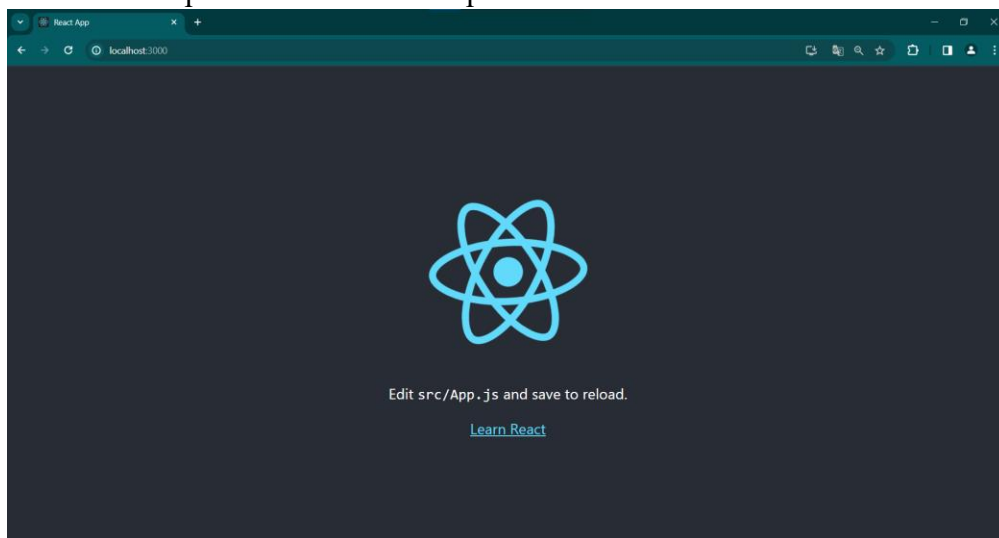 React App
localhost:3000
Edit src/App.js and save to reload.
Learn React